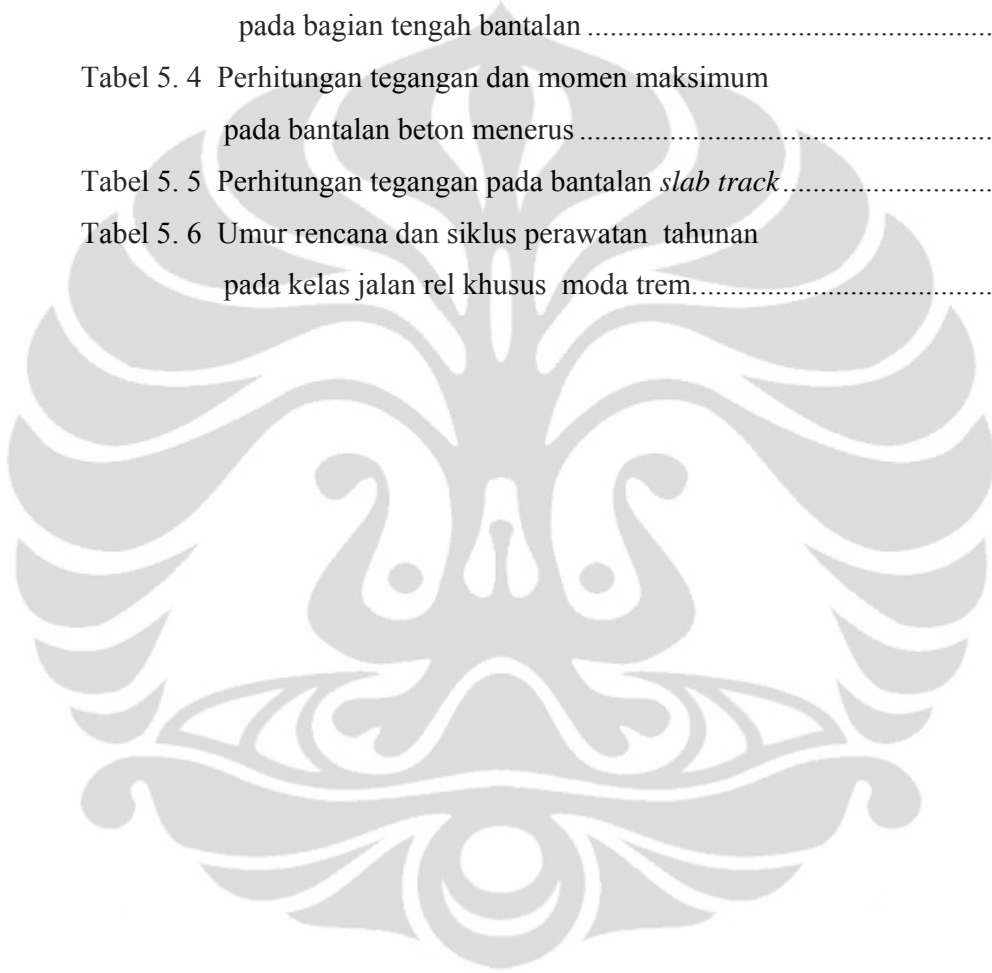 pada bagian tengah bantalan ..............................................
Tabel 5. 4 Perhitungan tegangan dan momen maksimum
pada bantalan beton menerus ...............................................
Tabel 5. 5 Perhitungan tegangan pada bantalan slab track........................
Tabel 5. 6 Umur rencana dan siklus perawatan tahunan
pada kelas jalan rel khusus moda trem..................................